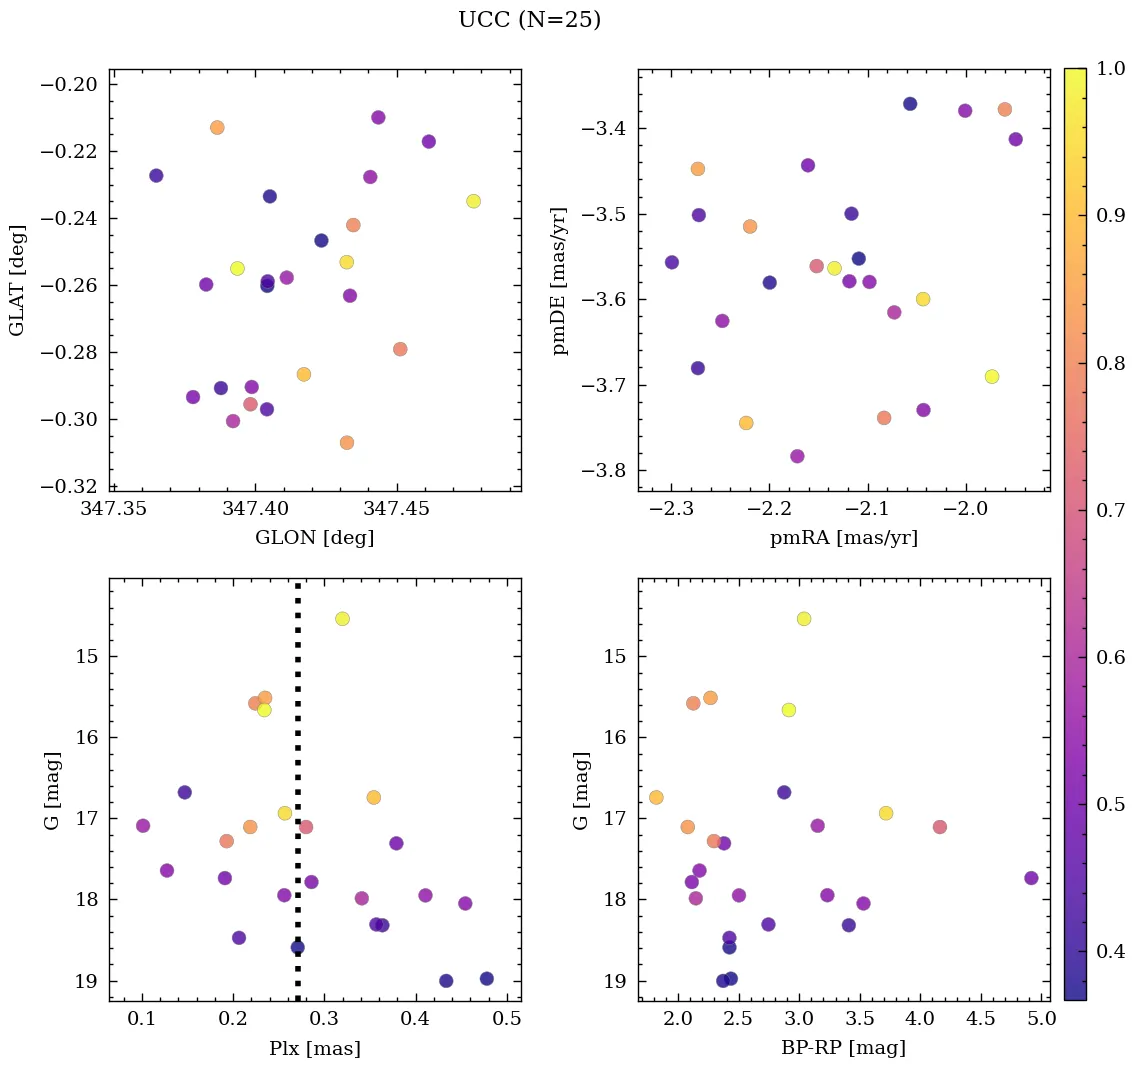 UCC (N=25)
−0.20
−0.22
−0.24
−0.26
−0.28
−0.30
−0.32
GLAT [deg]
347.35 347.40 347.45
GLON [deg]
−3.4
−3.5
−3.6
−3.7
−3.8
pmDE [mas/yr]
−2.3 −2.2 −2.1 −2.0
pmRA [mas/yr]
15
16
17
18
19
G [mag]
0.1 0.2 0.3 0.4 0.5
Plx [mas]
15
16
17
18
19
G [mag]
2.0 2.5 3.0 3.5 4.0 4.5 5.0
BP-RP [mag]
1.0
0.9
0.8
0.7
0.6
0.5
0.4